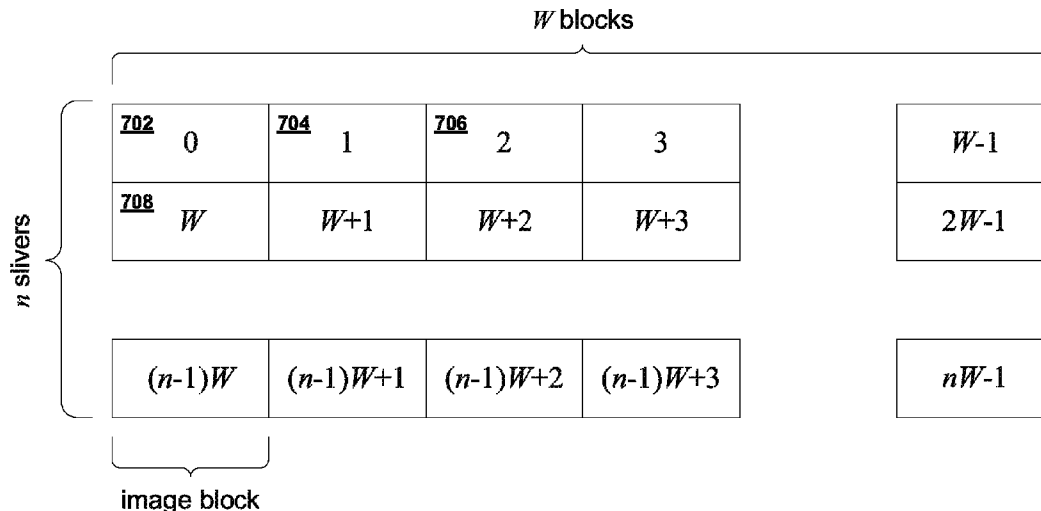 W blocks
702 0 704 1 706 2 3 W-1
708 W W+1 W+2 W+3 2W-1
n slivers
(n-1)W (n-1)W+1 (n-1)W+2 (n-1)W+3 nW-1
image block